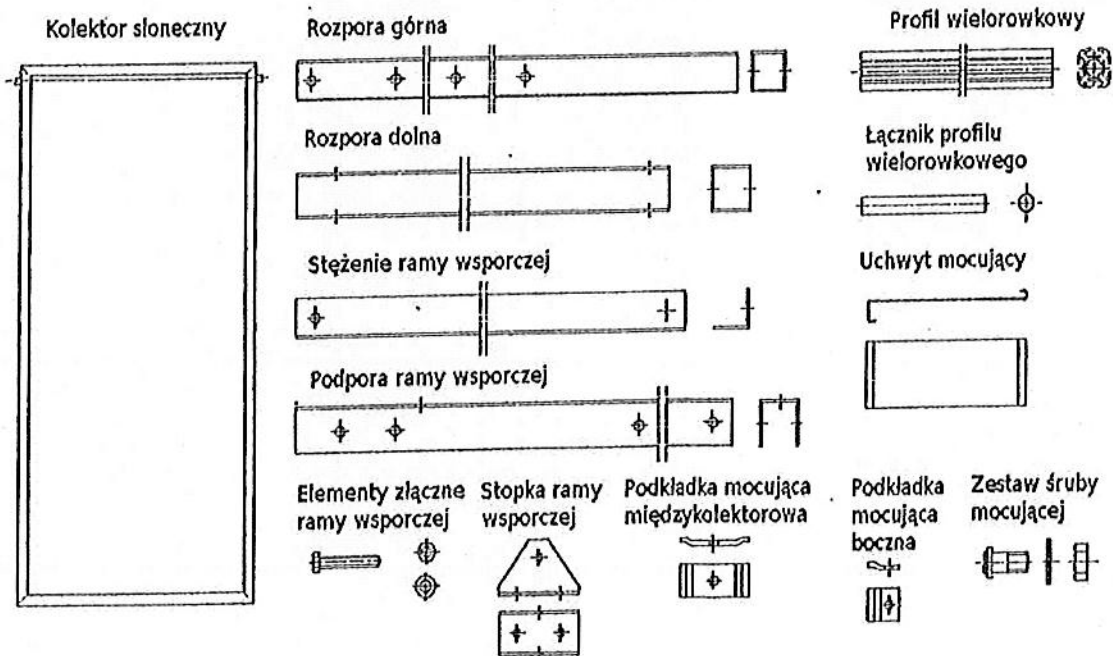 Kolektor słoneczny
Rozpora górna
Profil wielorowkowy
Rozpora dolna
Łącznik profilu
wielorowkowego
Stężenie ramy wsporczej
Uchwyt mocujący
Podpora ramy wsporczej
Elementy złączne
ramy wsporczej
Stopka ramy
wsporczej
Podkładka mocująca
międzykolektorowa
Podkładka
mocująca
boczna
Zestaw śruby
mocującej